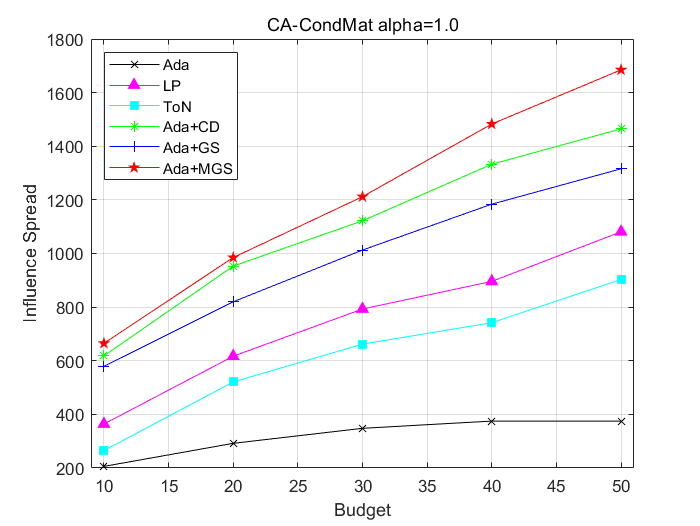 CA-CondMat alpha=1.0
1800
1600
1400
1200
1000
800
600
400
200
Influence Spread
Ada
LP
ToN
Ada+CD
Ada+GS
Ada+MGS
10 15 20 25 30 35 40 45 50
Budget